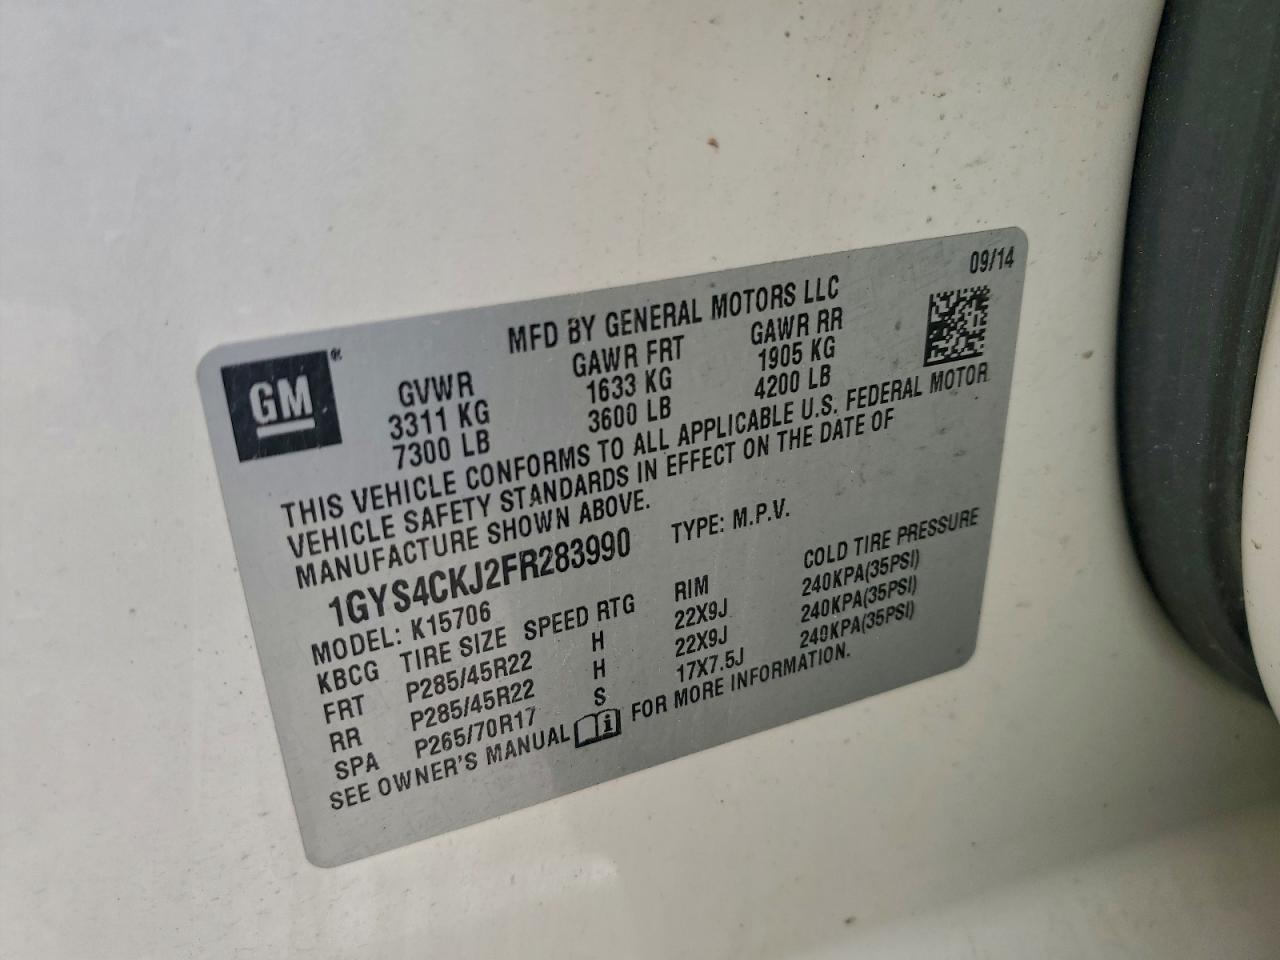 09/14
MFD BY GENERAL MOTORS LLC
GM®
GVWR GAWR FRT GAWR RR
3311 KG 1633 KG 1905 KG
7300 LB 3600 LB 4200 LB
THIS VEHICLE CONFORMS TO ALL APPLICABLE U.S. FEDERAL MOTOR
VEHICLE SAFETY STANDARDS IN EFFECT ON THE DATE OF
MANUFACTURE SHOWN ABOVE.
1GYS4CKJ2FR283990 TYPE: M.P.V.
MODEL: K15706
KBCG TIRE SIZE SPEED RTG RIM COLD TIRE PRESSURE
FRT P285/45R22 H 22X9J 240KPA(35PSI)
RR P285/45R22 H 22X9J 240KPA(35PSI)
SPA P265/70R17 S 17X7.5J 240KPA(35PSI)
SEE OWNER'S MANUAL i FOR MORE INFORMATION.